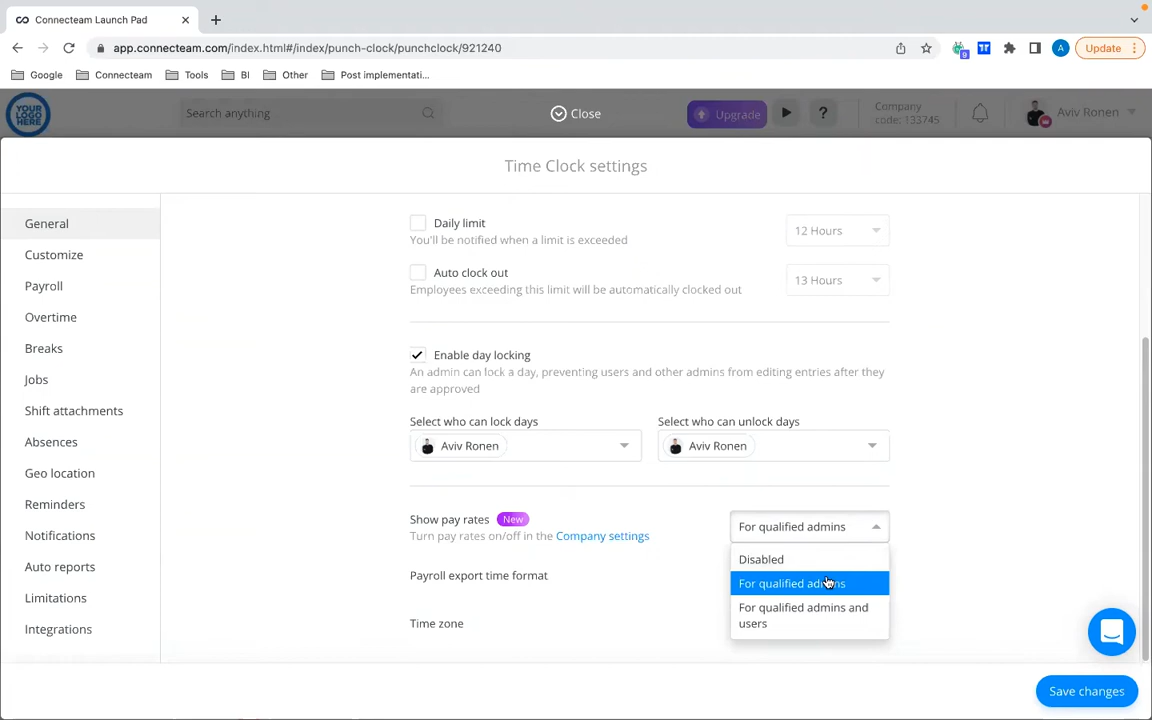 Connecteam Launch Pad
app.connecteam.com/index.html#/index/punch-clock/punchclock/921240
9
A
Update
Google
Connecteam
Tools
BI
Other
Post implementati...
YOUR
LOGO
HERE
Search anything
Close
Upgrade
?
Company
code: 133745
Aviv Ronen
Time Clock settings
General
Customize
Payroll
Overtime
Breaks
Jobs
Shift attachments
Absences
Geo location
Reminders
Notifications
Auto reports
Limitations
Integrations
Daily limit
You'll be notified when a limit is exceeded
12 Hours
Auto clock out
Employees exceeding this limit will be automatically clocked out
13 Hours
Enable day locking
An admin can lock a day, preventing users and other admins from editing entries after they
are approved
Select who can lock days
Select who can unlock days
Aviv Ronen
Aviv Ronen
Show pay rates New
Turn pay rates on/off in the Company settings
For qualified admins
Disabled
For qualified admins
For qualified admins and
users
Payroll export time format
Time zone
Save changes